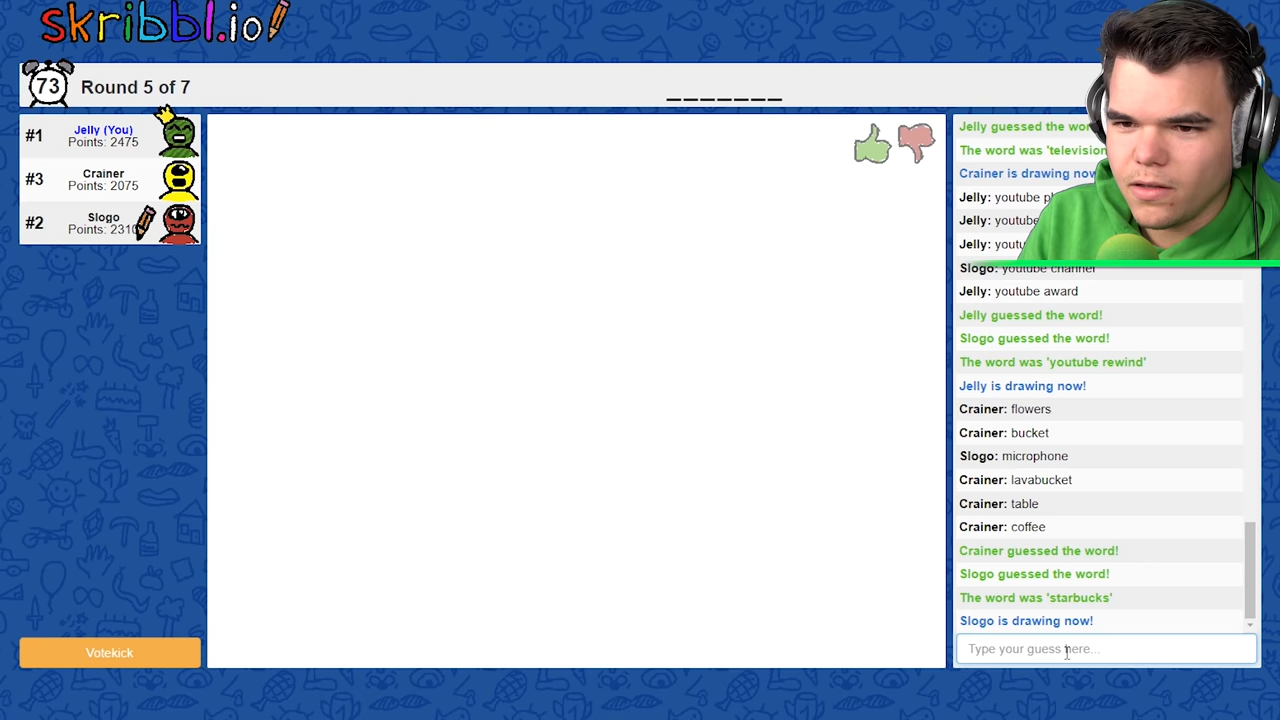 skribbl.io
73
Round 5 of 7
_______
#1
Jelly (You)
Points: 2475
#3
Crainer
Points: 2075
#2
Slogo
Points: 2310
Votekick
Jelly guessed the
The word was 'television
Crainer is drawing
Jelly: youtube
Jelly: youtube
Jelly:
Slogo: youtube channel
Jelly: youtube award
Jelly guessed the word!
Slogo guessed the word!
The word was 'youtube rewind'
Jelly is drawing now!
Crainer: flowers
Crainer: bucket
Slogo: microphone
Crainer: lavabucket
Crainer: table
Crainer: coffee
Crainer guessed the word!
Slogo guessed the word!
The word was 'starbucks'
Slogo is drawing now!
Type your guess here...